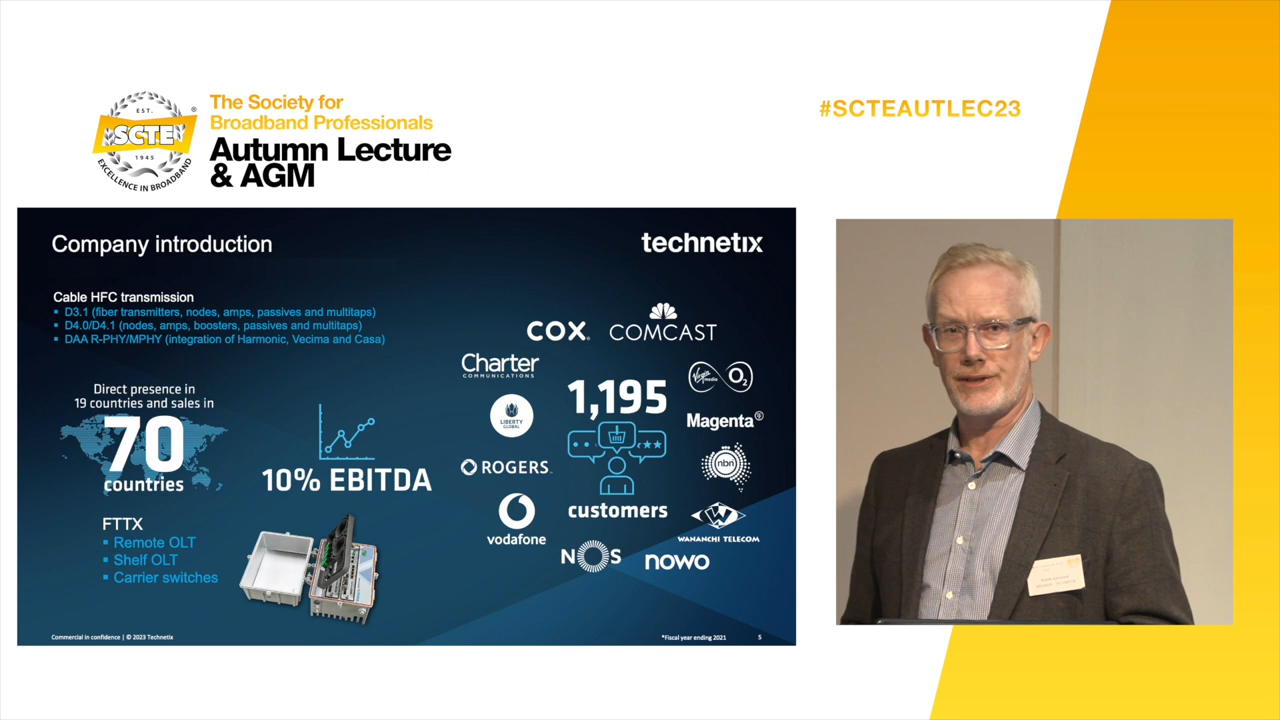 EST.
SCTE
®
1945
EXCELLENCE IN BROADBAND
The Society for
Broadband Professionals
Autumn Lecture
& AGM
#SCTEAUTLEC23
Company introduction
technetix
Cable HFC transmission
▪ D3.1 (fiber transmitters, nodes, amps, passives and multitaps)
▪ D4.0/D4.1 (nodes, amps, boosters, passives and multitaps)
▪ DAA R-PHY/MPHY (integration of Harmonic, Vecima and Casa)
Direct presence in
19 countries and sales in
70
countries
10% EBITDA
FTTX
▪ Remote OLT
▪ Shelf OLT
▪ Carrier switches
COX
COMCAST
Charter
COMMUNICATIONS
1,195
customers
Virgin
media
O2
LIBERTY
GLOBAL
Magenta
ROGERS
nbn
vodafone
WANANCHI TELECOM
NOS
nowo
Commercial in confidence | © 2023 Technetix
*Fiscal year ending 2021
5